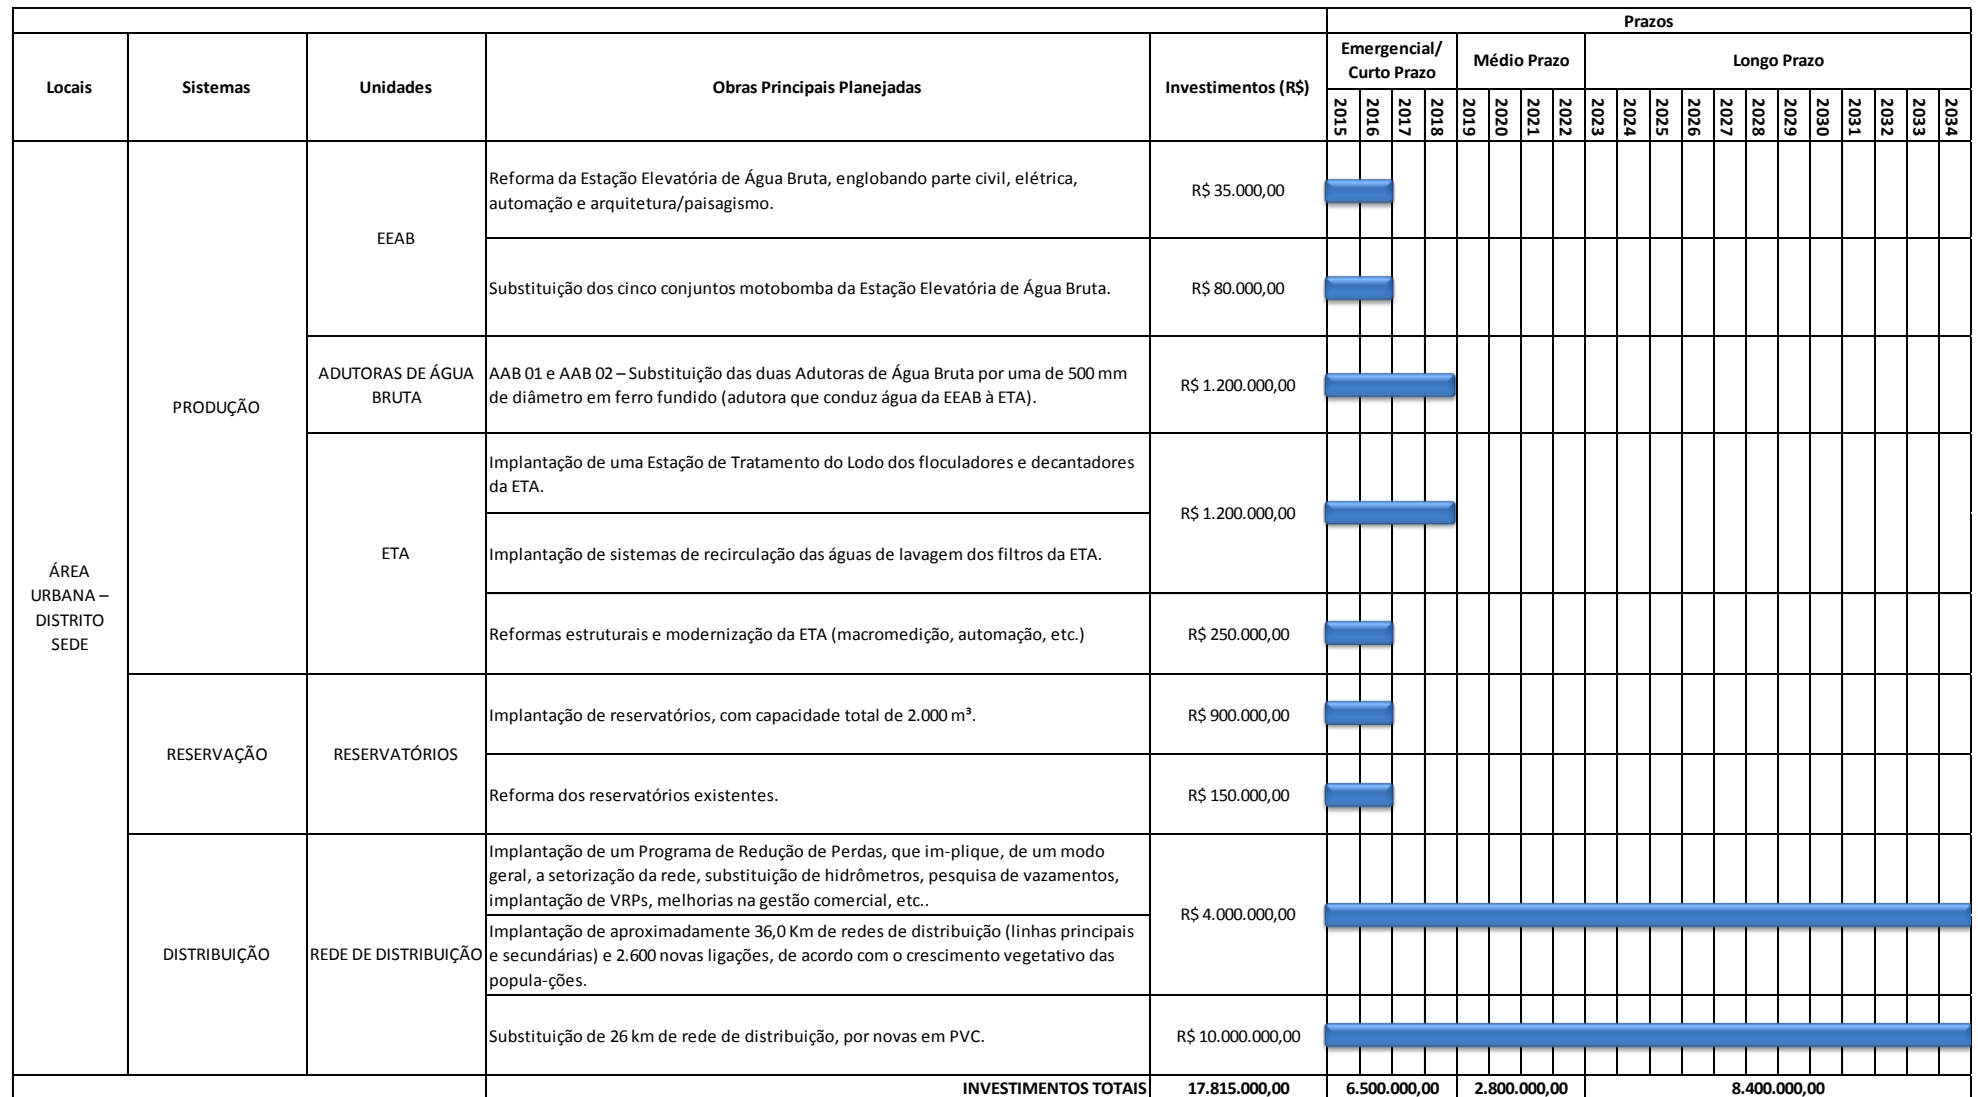 Prazos
Locais
Sistemas
Unidades
Obras Principais Planejadas
Investimentos (R$)
Emergencial/
Curto Prazo
Médio Prazo
Longo Prazo
2015
2016
2017
2018
2019
2020
2021
2022
2023
2024
2025
2026
2027
2028
2029
2030
2031
2032
2033
2034
ÁREA
URBANA –
DISTRITO
SEDE
PRODUÇÃO
EEAB
Reforma da Estação Elevatória de Água Bruta, englobando parte civil, elétrica,
automação e arquitetura/paisagismo.
R$ 35.000,00
Substituição dos cinco conjuntos motobomba da Estação Elevatória de Água Bruta.
R$ 80.000,00
ADUTORAS DE ÁGUA
BRUTA
AAB 01 e AAB 02 – Substituição das duas Adutoras de Água Bruta por uma de 500 mm
de diâmetro em ferro fundido (adutora que conduz água da EEAB à ETA).
R$ 1.200.000,00
ETA
Implantação de uma Estação de Tratamento do Lodo dos floculadores e decantadores
da ETA.
R$ 1.200.000,00
Implantação de sistemas de recirculação das águas de lavagem dos filtros da ETA.
Reformas estruturais e modernização da ETA (macromedição, automação, etc.)
R$ 250.000,00
RESERVAÇÃO
RESERVATÓRIOS
Implantação de reservatórios, com capacidade total de 2.000 m³.
R$ 900.000,00
Reforma dos reservatórios existentes.
R$ 150.000,00
DISTRIBUIÇÃO
REDE DE DISTRIBUIÇÃO
Implantação de um Programa de Redução de Perdas, que im-plique, de um modo
geral, a setorização da rede, substituição de hidrômetros, pesquisa de vazamentos,
implantação de VRPs, melhorias na gestão comercial, etc..
R$ 4.000.000,00
Implantação de aproximadamente 36,0 Km de redes de distribuição (linhas principais
e secundárias) e 2.600 novas ligações, de acordo com o crescimento vegetativo das
popula-ções.
Substituição de 26 km de rede de distribuição, por novas em PVC.
R$ 10.000.000,00
INVESTIMENTOS TOTAIS
17.815.000,00
6.500.000,00
2.800.000,00
8.400.000,00